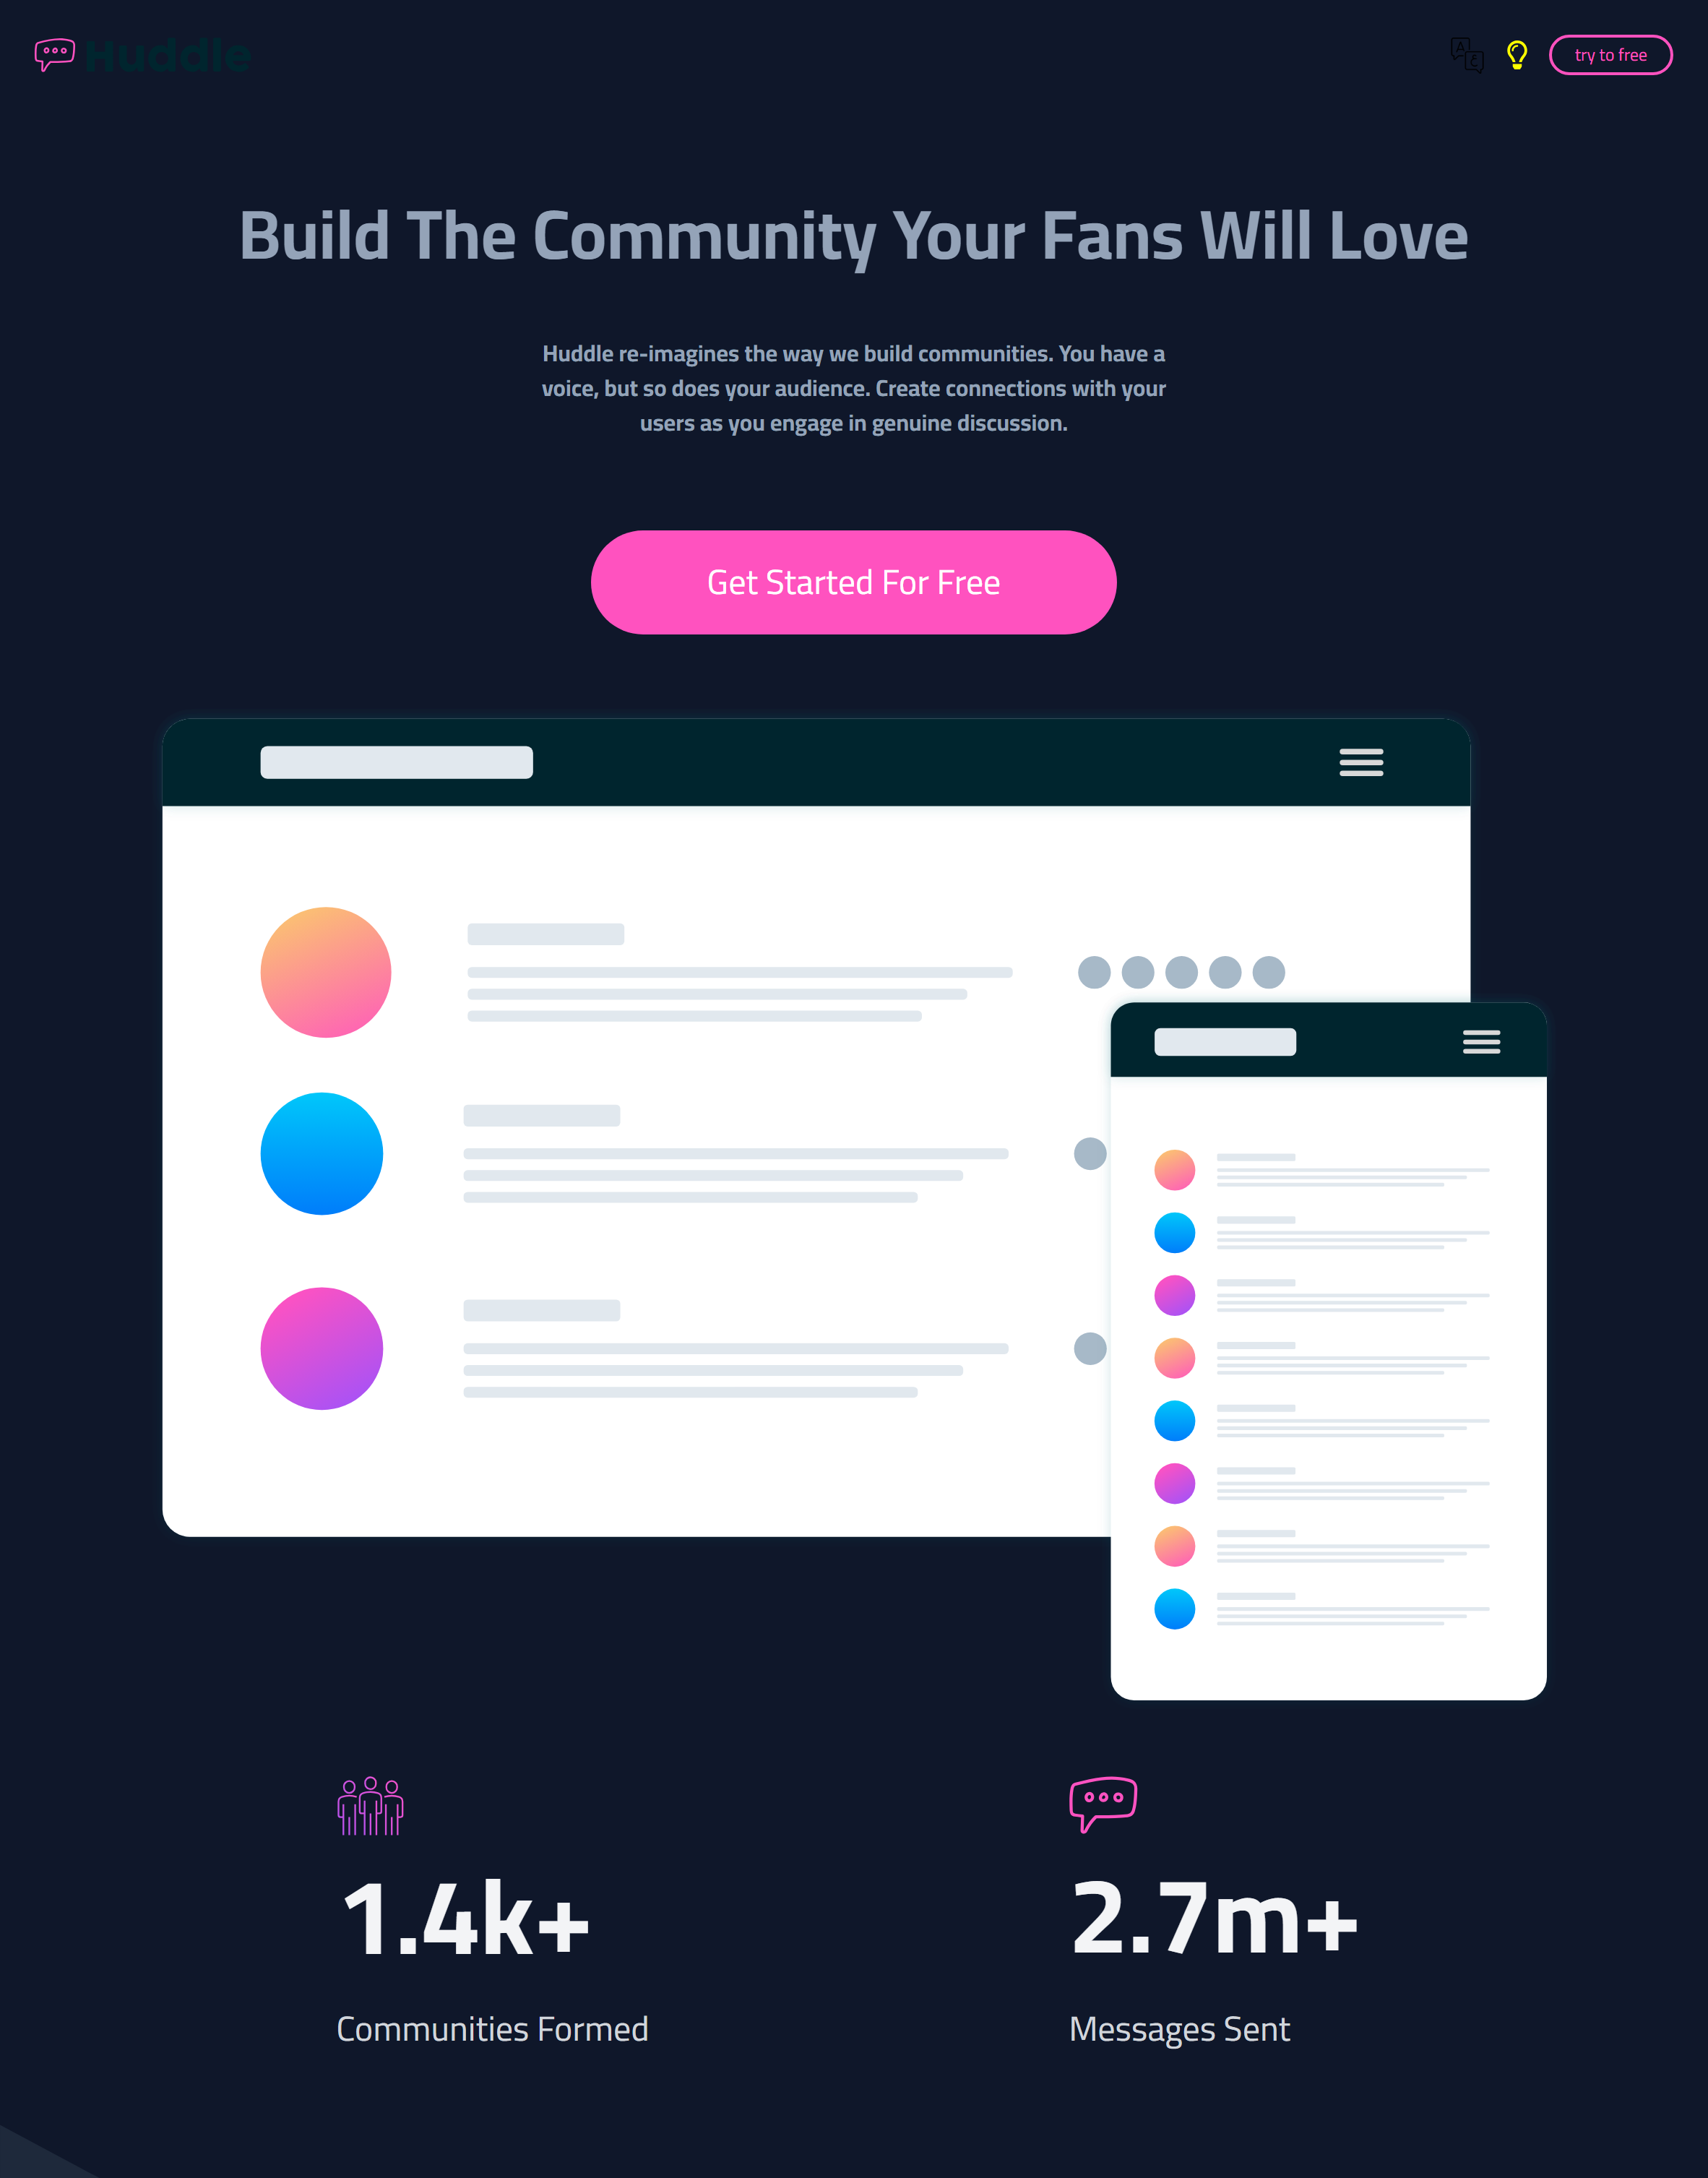 Huddle
try to free
Build The Community Your Fans Will Love
Huddle re-imagines the way we build communities. You have a
voice, but so does your audience. Create connections with your
users as you engage in genuine discussion.
Get Started For Free
1.4k+
Communities Formed
2.7m+
Messages Sent